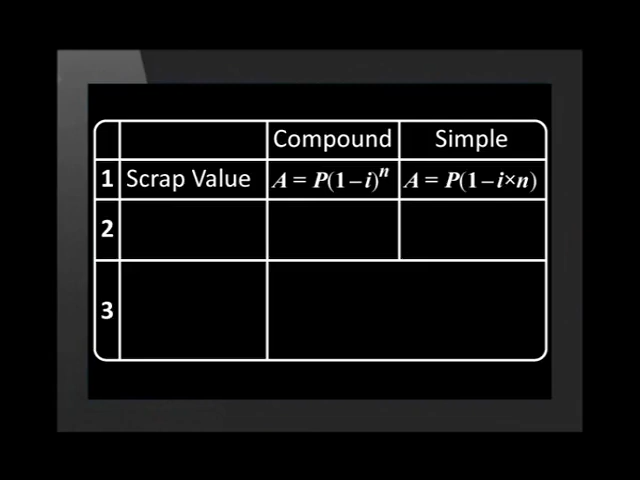 Compound Simple
1 Scrap Value A = P(1 – i)ⁿ A = P(1 – i×n)
2
3